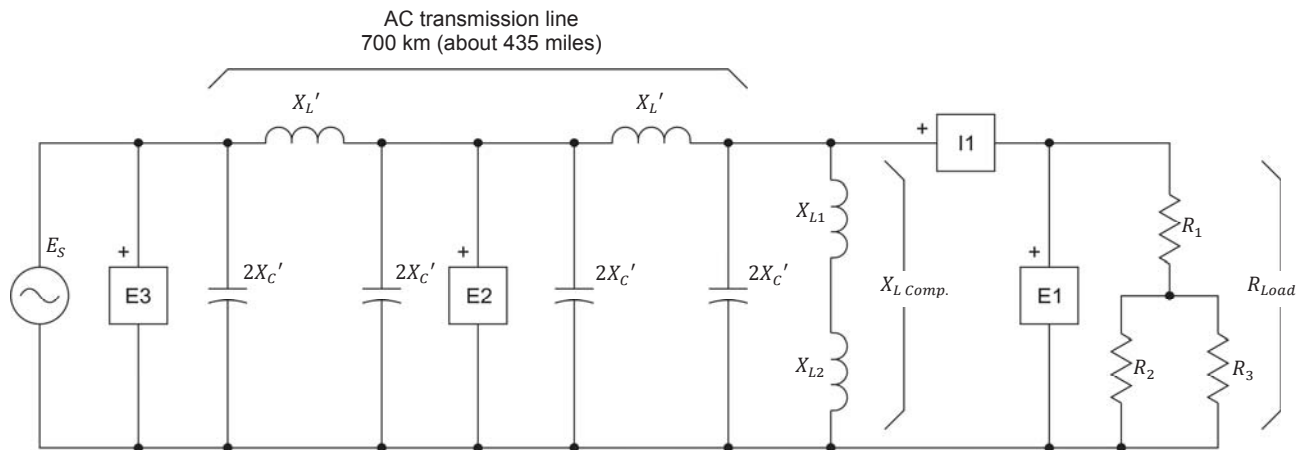 AC transmission line
700 km (about 435 miles)
X_L′ X_L′
+ I1
X_L1
R_1
E_S
+ + +
E3 2X_C′ 2X_C′ E2 2X_C′ 2X_C′ X_L Comp. E1 R_Load
X_L2 R_2 R_3